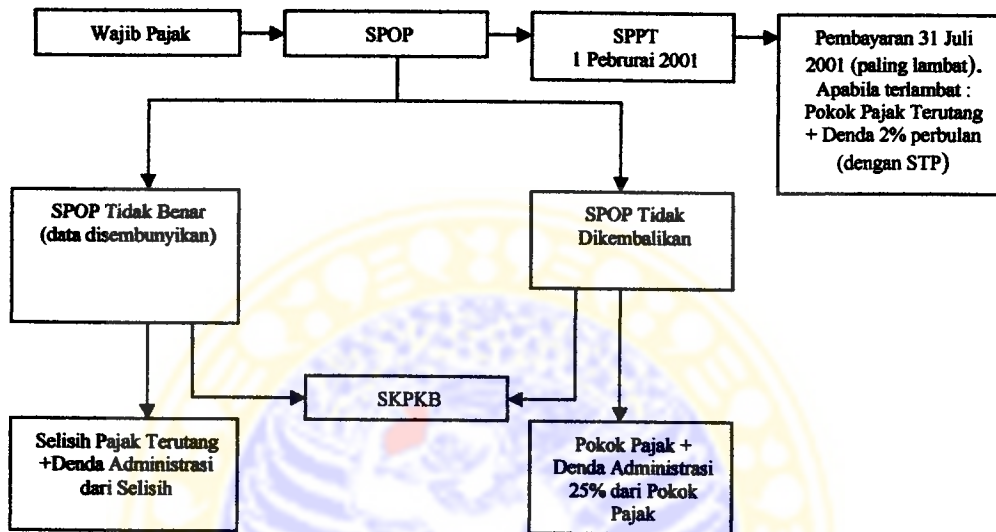 Wajib Pajak
SPOP
SPPT
1 Pebrurai 2001
Pembayaran 31 Juli
2001 (paling lambat).
Apabila terlambat :
Pokok Pajak Terutang
+ Denda 2% perbulan
(dengan STP)
SPOP Tidak Benar
(data disembunyikan)
SPOP Tidak
Dikembalikan
SKPKB
Selisih Pajak Terutang
+Denda Administrasi
dari Selisih
Pokok Pajak +
Denda Administrasi
25% dari Pokok
Pajak